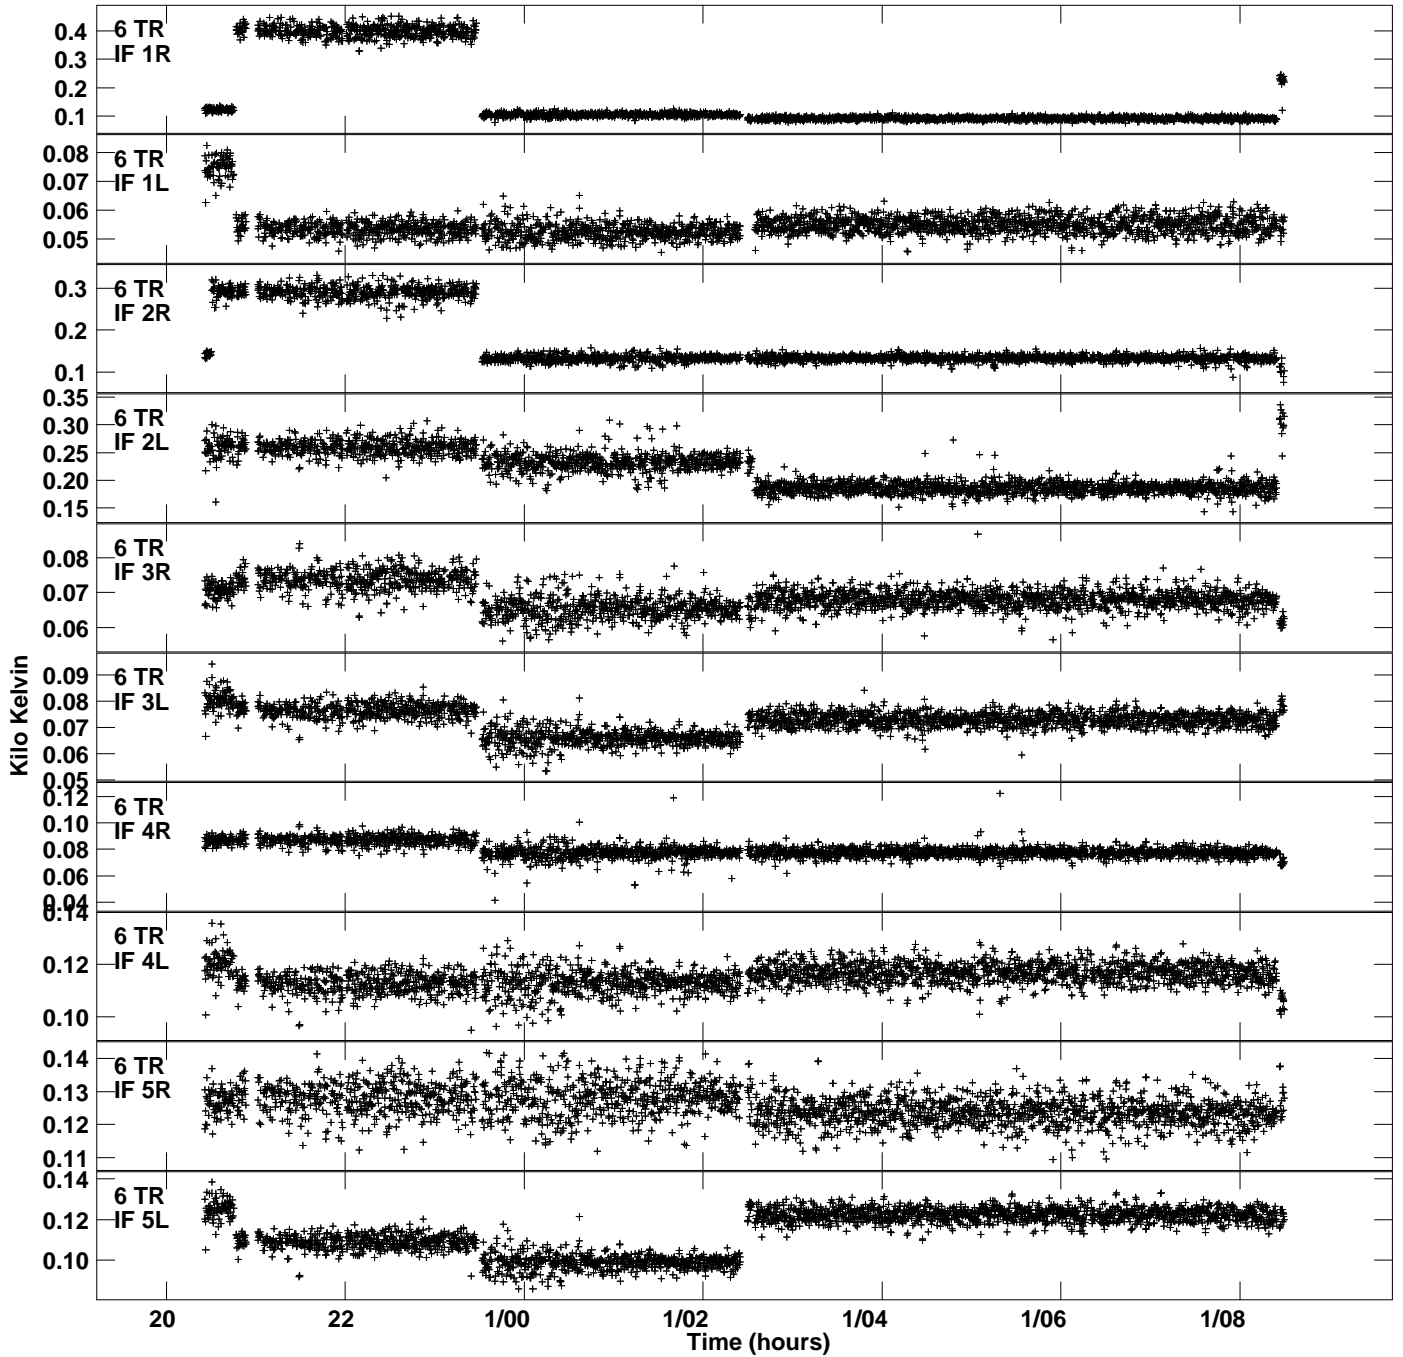 6 TR
IF 1R
0.4
0.3
0.2
0.1
6 TR
IF 1L
0.08
0.07
0.06
0.05
6 TR
IF 2R
0.3
0.2
0.1
6 TR
IF 2L
0.35
0.30
0.25
0.20
0.15
6 TR
IF 3R
0.08
0.07
0.06
6 TR
IF 3L
0.09
0.08
0.07
0.06
0.05
6 TR
IF 4R
0.12
0.10
0.08
0.06
0.04
6 TR
IF 4L
0.14
0.12
0.10
6 TR
IF 5R
0.14
0.13
0.12
0.11
6 TR
IF 5L
0.14
0.12
0.10
Kilo Kelvin
20 22 1/00 1/02 1/04 1/06 1/08
Time (hours)